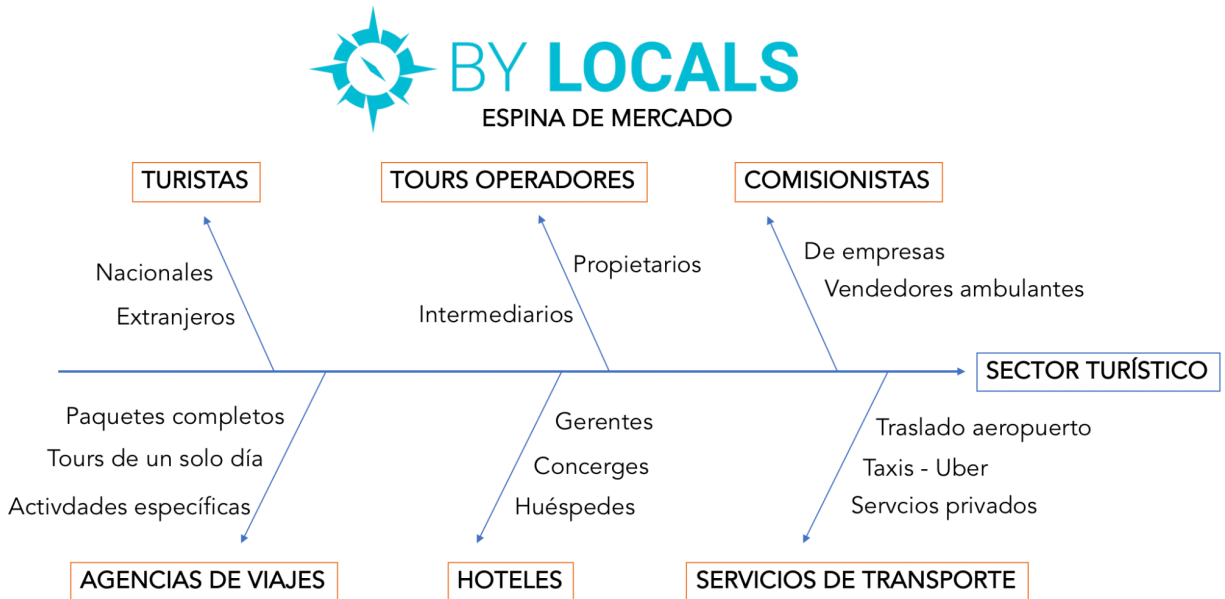 BY LOCALS
ESPINA DE MERCADO
TURISTAS
TOURS OPERADORES
COMISIONISTAS
Nacionales
Extranjeros
Propietarios
Intermediarios
De empresas
Vendedores ambulantes
SECTOR TURÍSTICO
Paquetes completos
Tours de un solo día
Activdades específicas
Gerentes
Concerges
Huéspedes
Traslado aeropuerto
Taxis - Uber
Servcios privados
AGENCIAS DE VIAJES
HOTELES
SERVICIOS DE TRANSPORTE